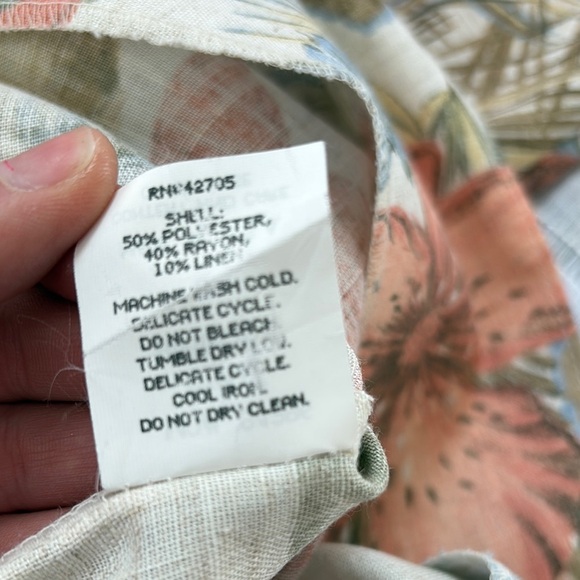 RN# 42705
SHELL:
50% POLYESTER,
40% RAYON,
10% LINEN
MACHINE WASH COLD.
DELICATE CYCLE.
DO NOT BLEACH.
TUMBLE DRY LOW.
DELICATE CYCLE.
COOL IRON.
DO NOT DRY CLEAN.